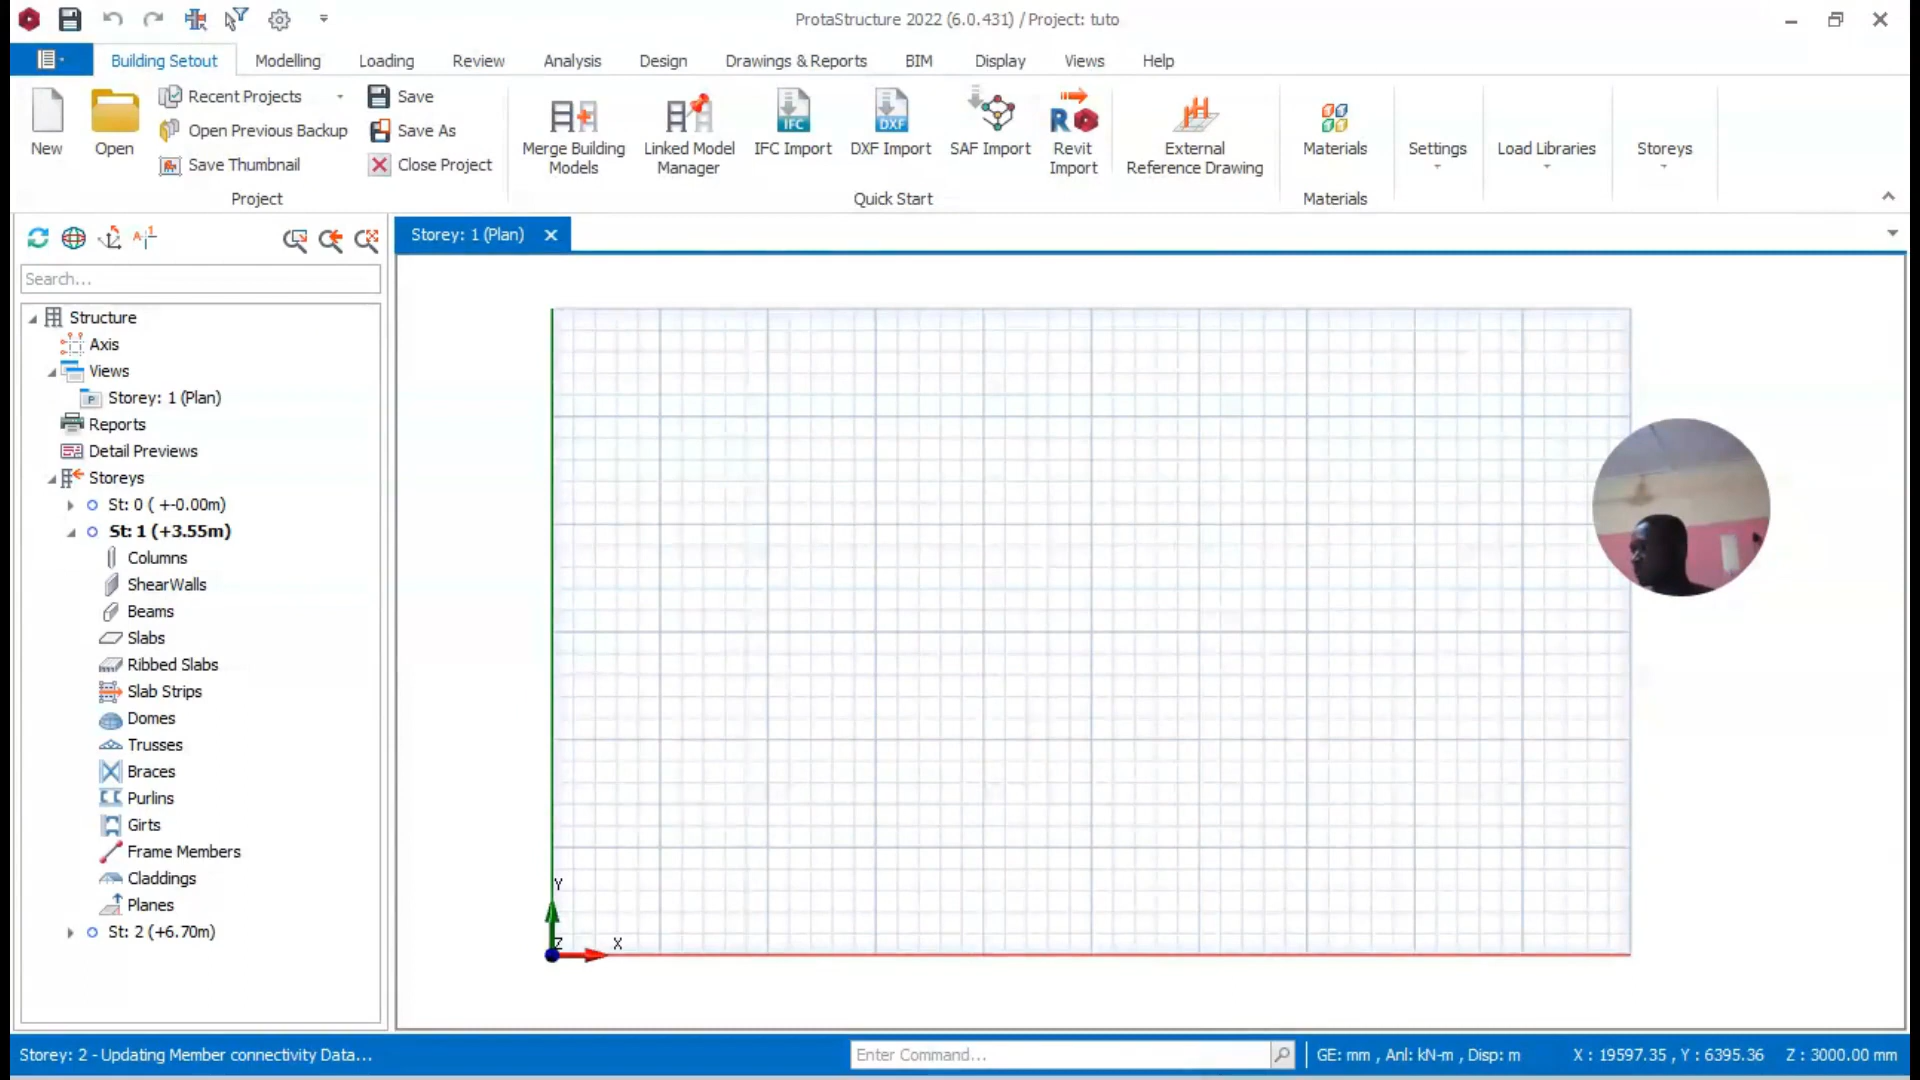 ProtaStructure 2022 (6.0.431) / Project: tuto
Building Setout
Modelling
Loading
Review
Analysis
Design
Drawings & Reports
BIM
Display
Views
Help
New
Open
Recent Projects
Open Previous Backup
Save Thumbnail
Save
Save As
Close Project
Project
Merge Building
Models
Linked Model
Manager
IFC
IFC Import
DXF
DXF Import
SAF Import
R
Revit
Import
External
Reference Drawing
Quick Start
Materials
Materials
Settings
Load Libraries
Storeys
Search...
Storey: 1 (Plan)
Structure
Axis
Views
Storey: 1 (Plan)
Reports
Detail Previews
Storeys
St: 0 ( +-0.00m)
St: 1 (+3.55m)
Columns
ShearWalls
Beams
Slabs
Ribbed Slabs
Slab Strips
Domes
Trusses
Braces
Purlins
Girts
Frame Members
Claddings
Planes
St: 2 (+6.70m)
Y
Z
X
Storey: 2 - Updating Member connectivity Data...
Enter Command...
GE: mm , Anl: kN-m , Disp: m
X : 19597.35 , Y : 6395.36
Z : 3000.00 mm